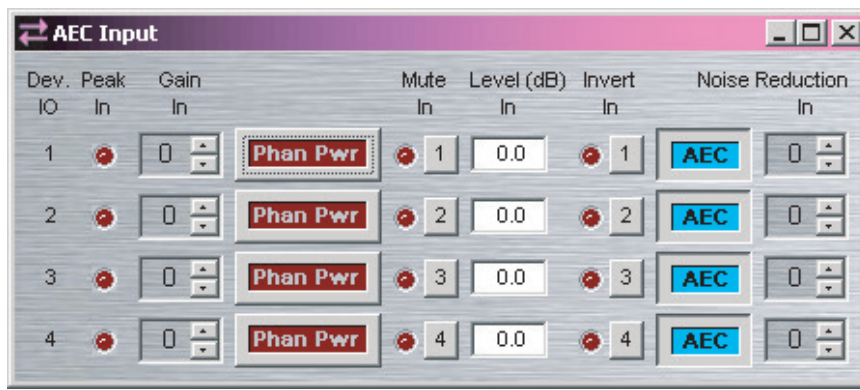 AEC Input
Dev. Peak Gain Mute Level (dB) Invert Noise Reduction
IO In In In In In In
1 0 Phan Pwr 1 0.0 1 AEC 0
2 0 Phan Pwr 2 0.0 2 AEC 0
3 0 Phan Pwr 3 0.0 3 AEC 0
4 0 Phan Pwr 4 0.0 4 AEC 0